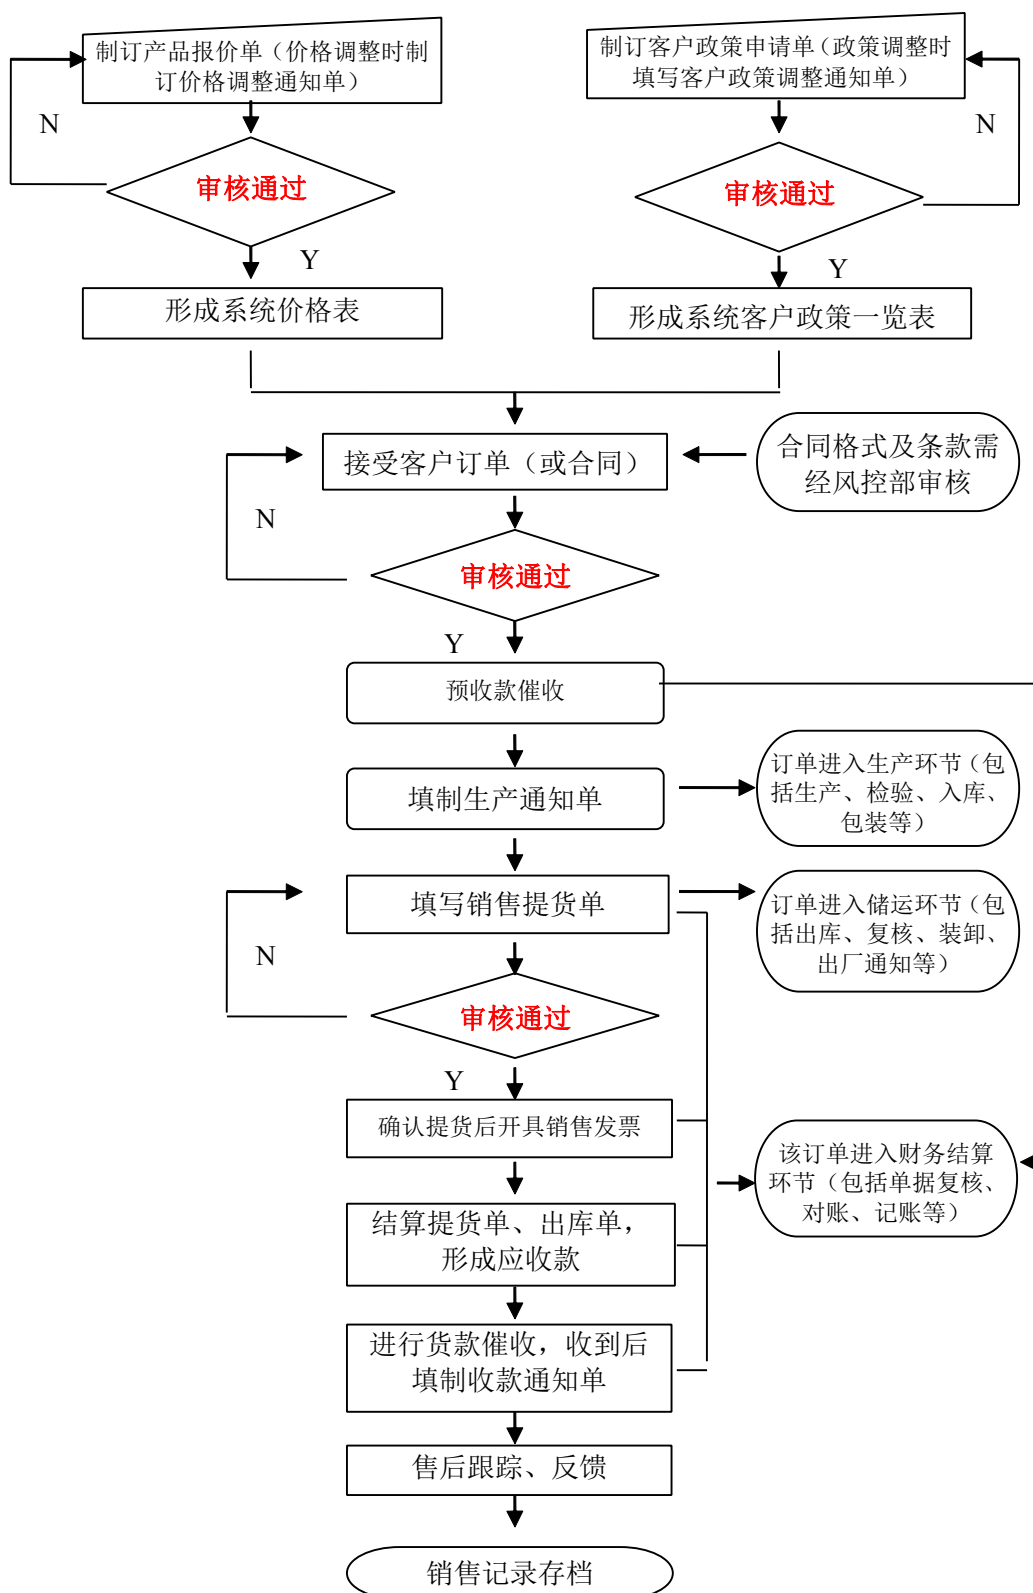 制订产品报价单（价格调整时制
订价格调整通知单）
制订客户政策申请单（政策调整时
填写客户政策调整通知单）
N
N
审核通过
审核通过
Y
Y
形成系统价格表
形成系统客户政策一览表
接受客户订单（或合同）
合同格式及条款需
经风控部审核
N
审核通过
Y
预收款催收
填制生产通知单
订单进入生产环节（包
括生产、检验、入库、
包装等）
填写销售提货单
订单进入储运环节（包
括出库、复核、装卸、
出厂通知等）
N
审核通过
Y
确认提货后开具销售发票
该订单进入财务结算
环节（包括单据复核、
对账、记账等）
结算提货单、出库单，
形成应收款
进行货款催收，收到后
填制收款通知单
售后跟踪、反馈
销售记录存档